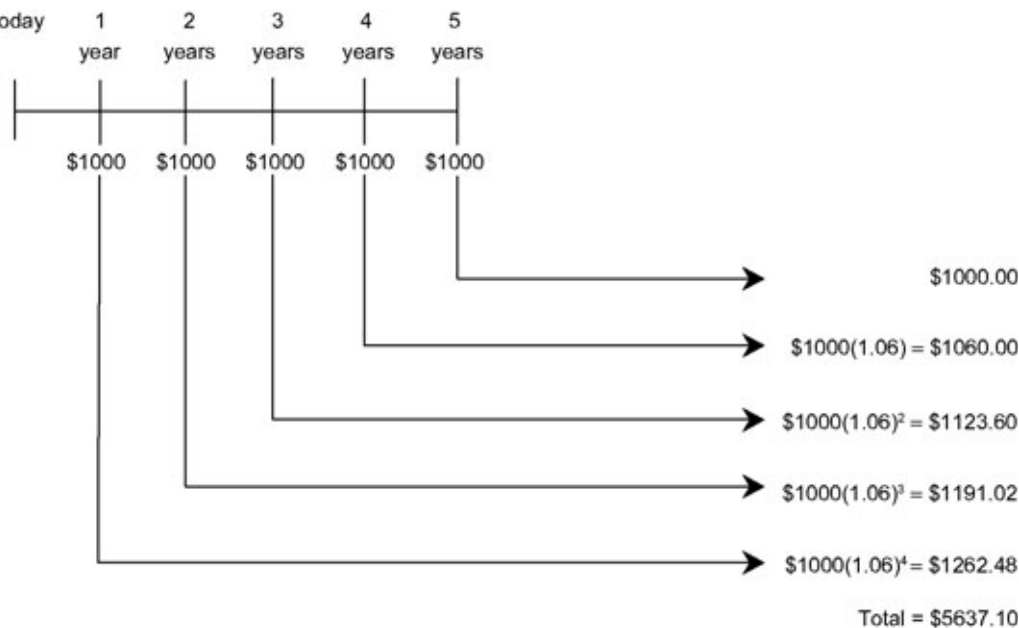 oday 1 2 3 4 5
year years years years years
$1000 $1000 $1000 $1000 $1000
$1000.00
$1000(1.06) = $1060.00
$1000(1.06)² = $1123.60
$1000(1.06)³ = $1191.02
$1000(1.06)⁴ = $1262.48
Total = $5637.10